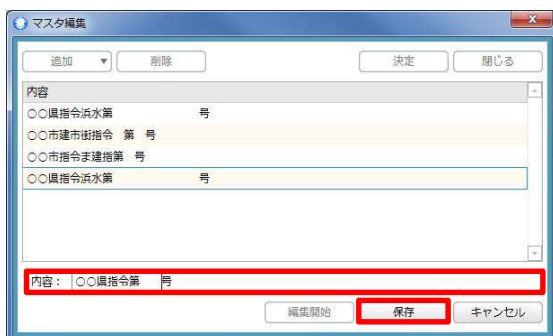 マスタ編集
追加 ▼ 削除 決定 閉じる
内容
○○県指令浜水第　　　　　　　号
○○市建市街指令　第　号
○○市指令ま建指第　号
○○県指令浜水第　　　　　　　号
内容： ○○県指令第　　号
編集開始 保存 キャンセル